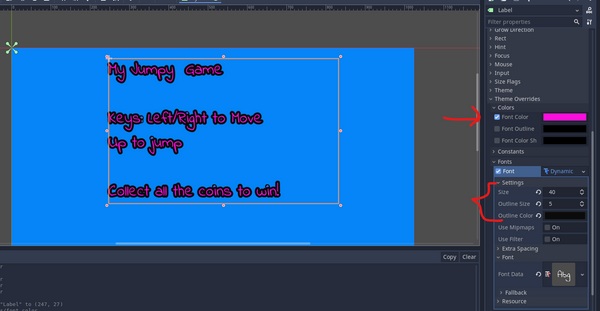 Label
Filter properties
Grow Direction
Rect
Hint
Focus
Mouse
Input
Size Flags
Theme
Theme Overrides
Colors
Font Color
Font Outline
Font Color Sh
Constants
Fonts
Font
Dynamic
Settings
Size
40
Outline Size
5
Outline Color
Use Mipmaps
On
Use Filter
On
Extra Spacing
Font
Font Data
Fallback
Resource
My Jumpy Game
Keys: Left/Right to Move
Up to jump
Collect all the coins to win!
Copy
Clear
"Label" to (247, 27)